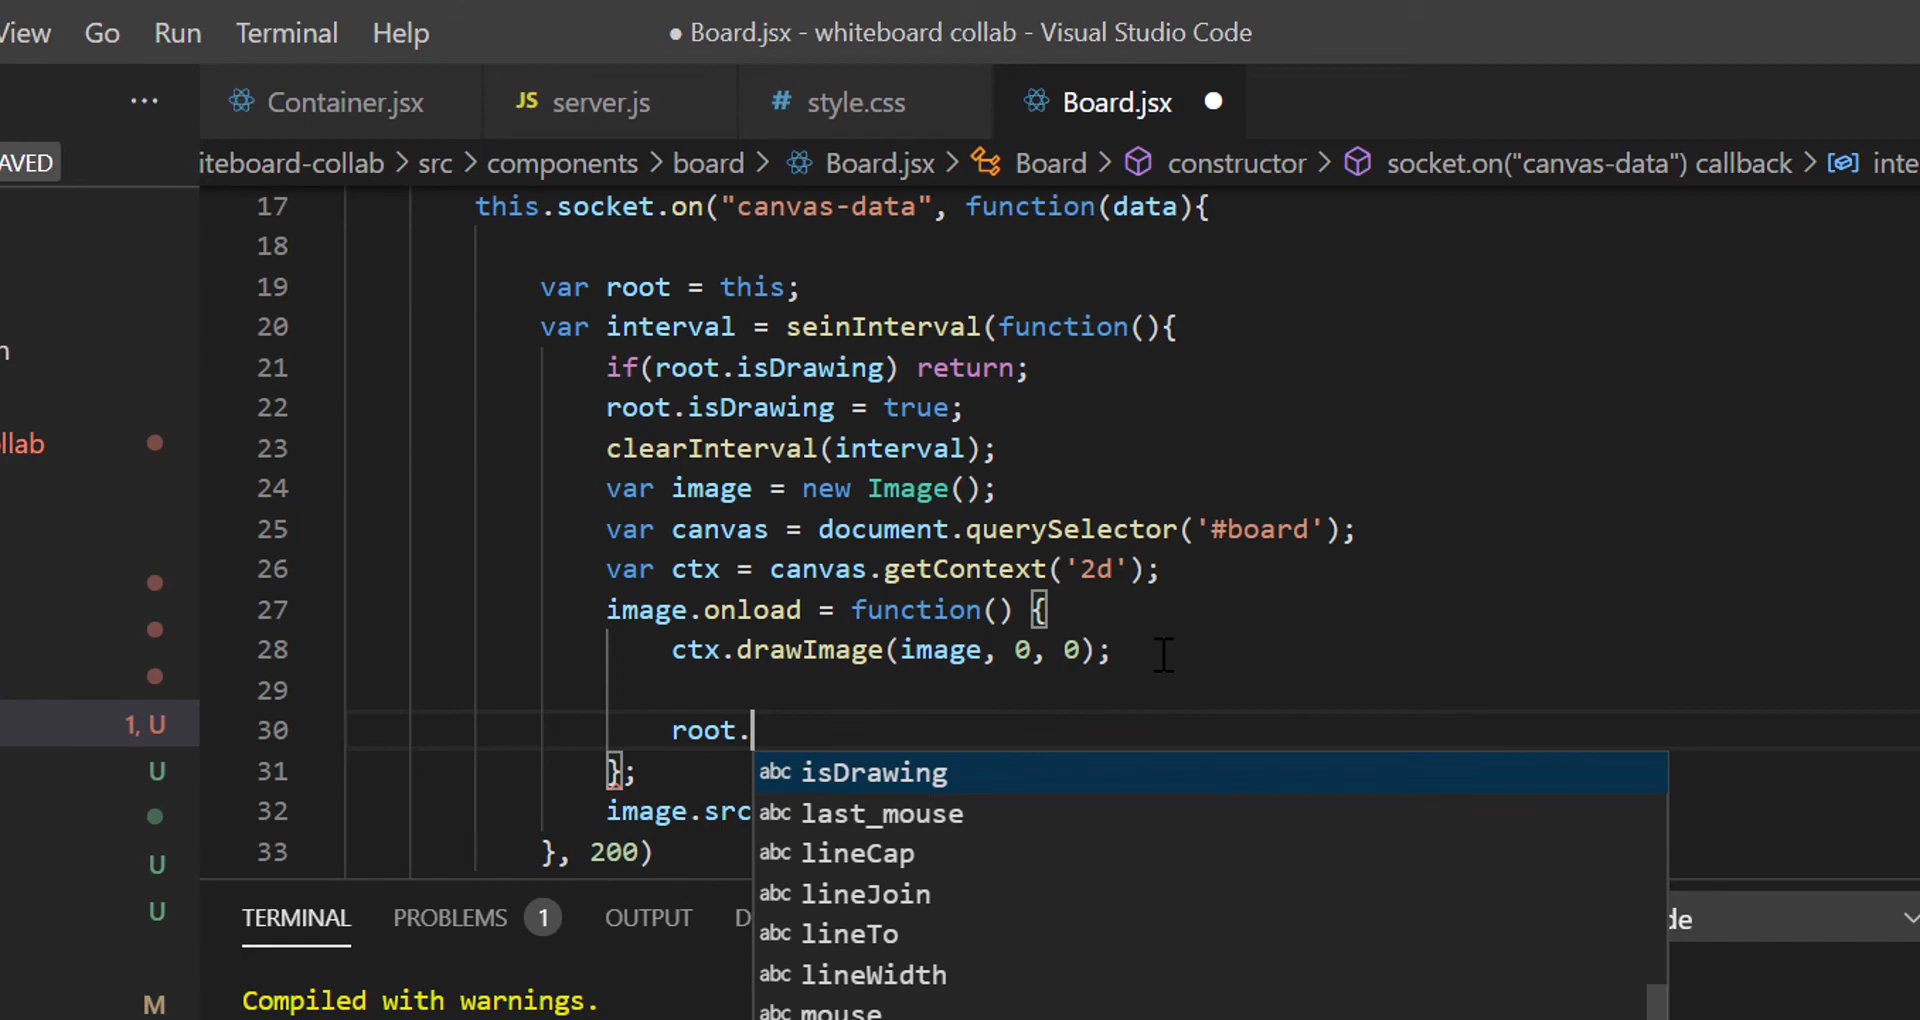 View Go Run Terminal Help
● Board.jsx - whiteboard collab - Visual Studio Code
... Container.jsx JS server.js # style.css Board.jsx ●
AVED
iteboard-collab > src > components > board > Board.jsx > Board > constructor > socket.on("canvas-data") callback > inte
17 this.socket.on("canvas-data", function(data){
18
19 var root = this;
20 var interval = seinInterval(function(){
n
21 if(root.isDrawing) return;
22 root.isDrawing = true;
ollab
23 clearInterval(interval);
24 var image = new Image();
25 var canvas = document.querySelector('#board');
26 var ctx = canvas.getContext('2d');
27 image.onload = function() {
28 ctx.drawImage(image, 0, 0);
29
1, U
30 root.
U
31 };
abc isDrawing
32 image.src
abc last_mouse
U
33 }, 200)
abc lineCap
abc lineJoin
U
TERMINAL PROBLEMS 1 OUTPUT D
de
abc lineTo
abc lineWidth
M
Compiled with warnings.
abc mouse